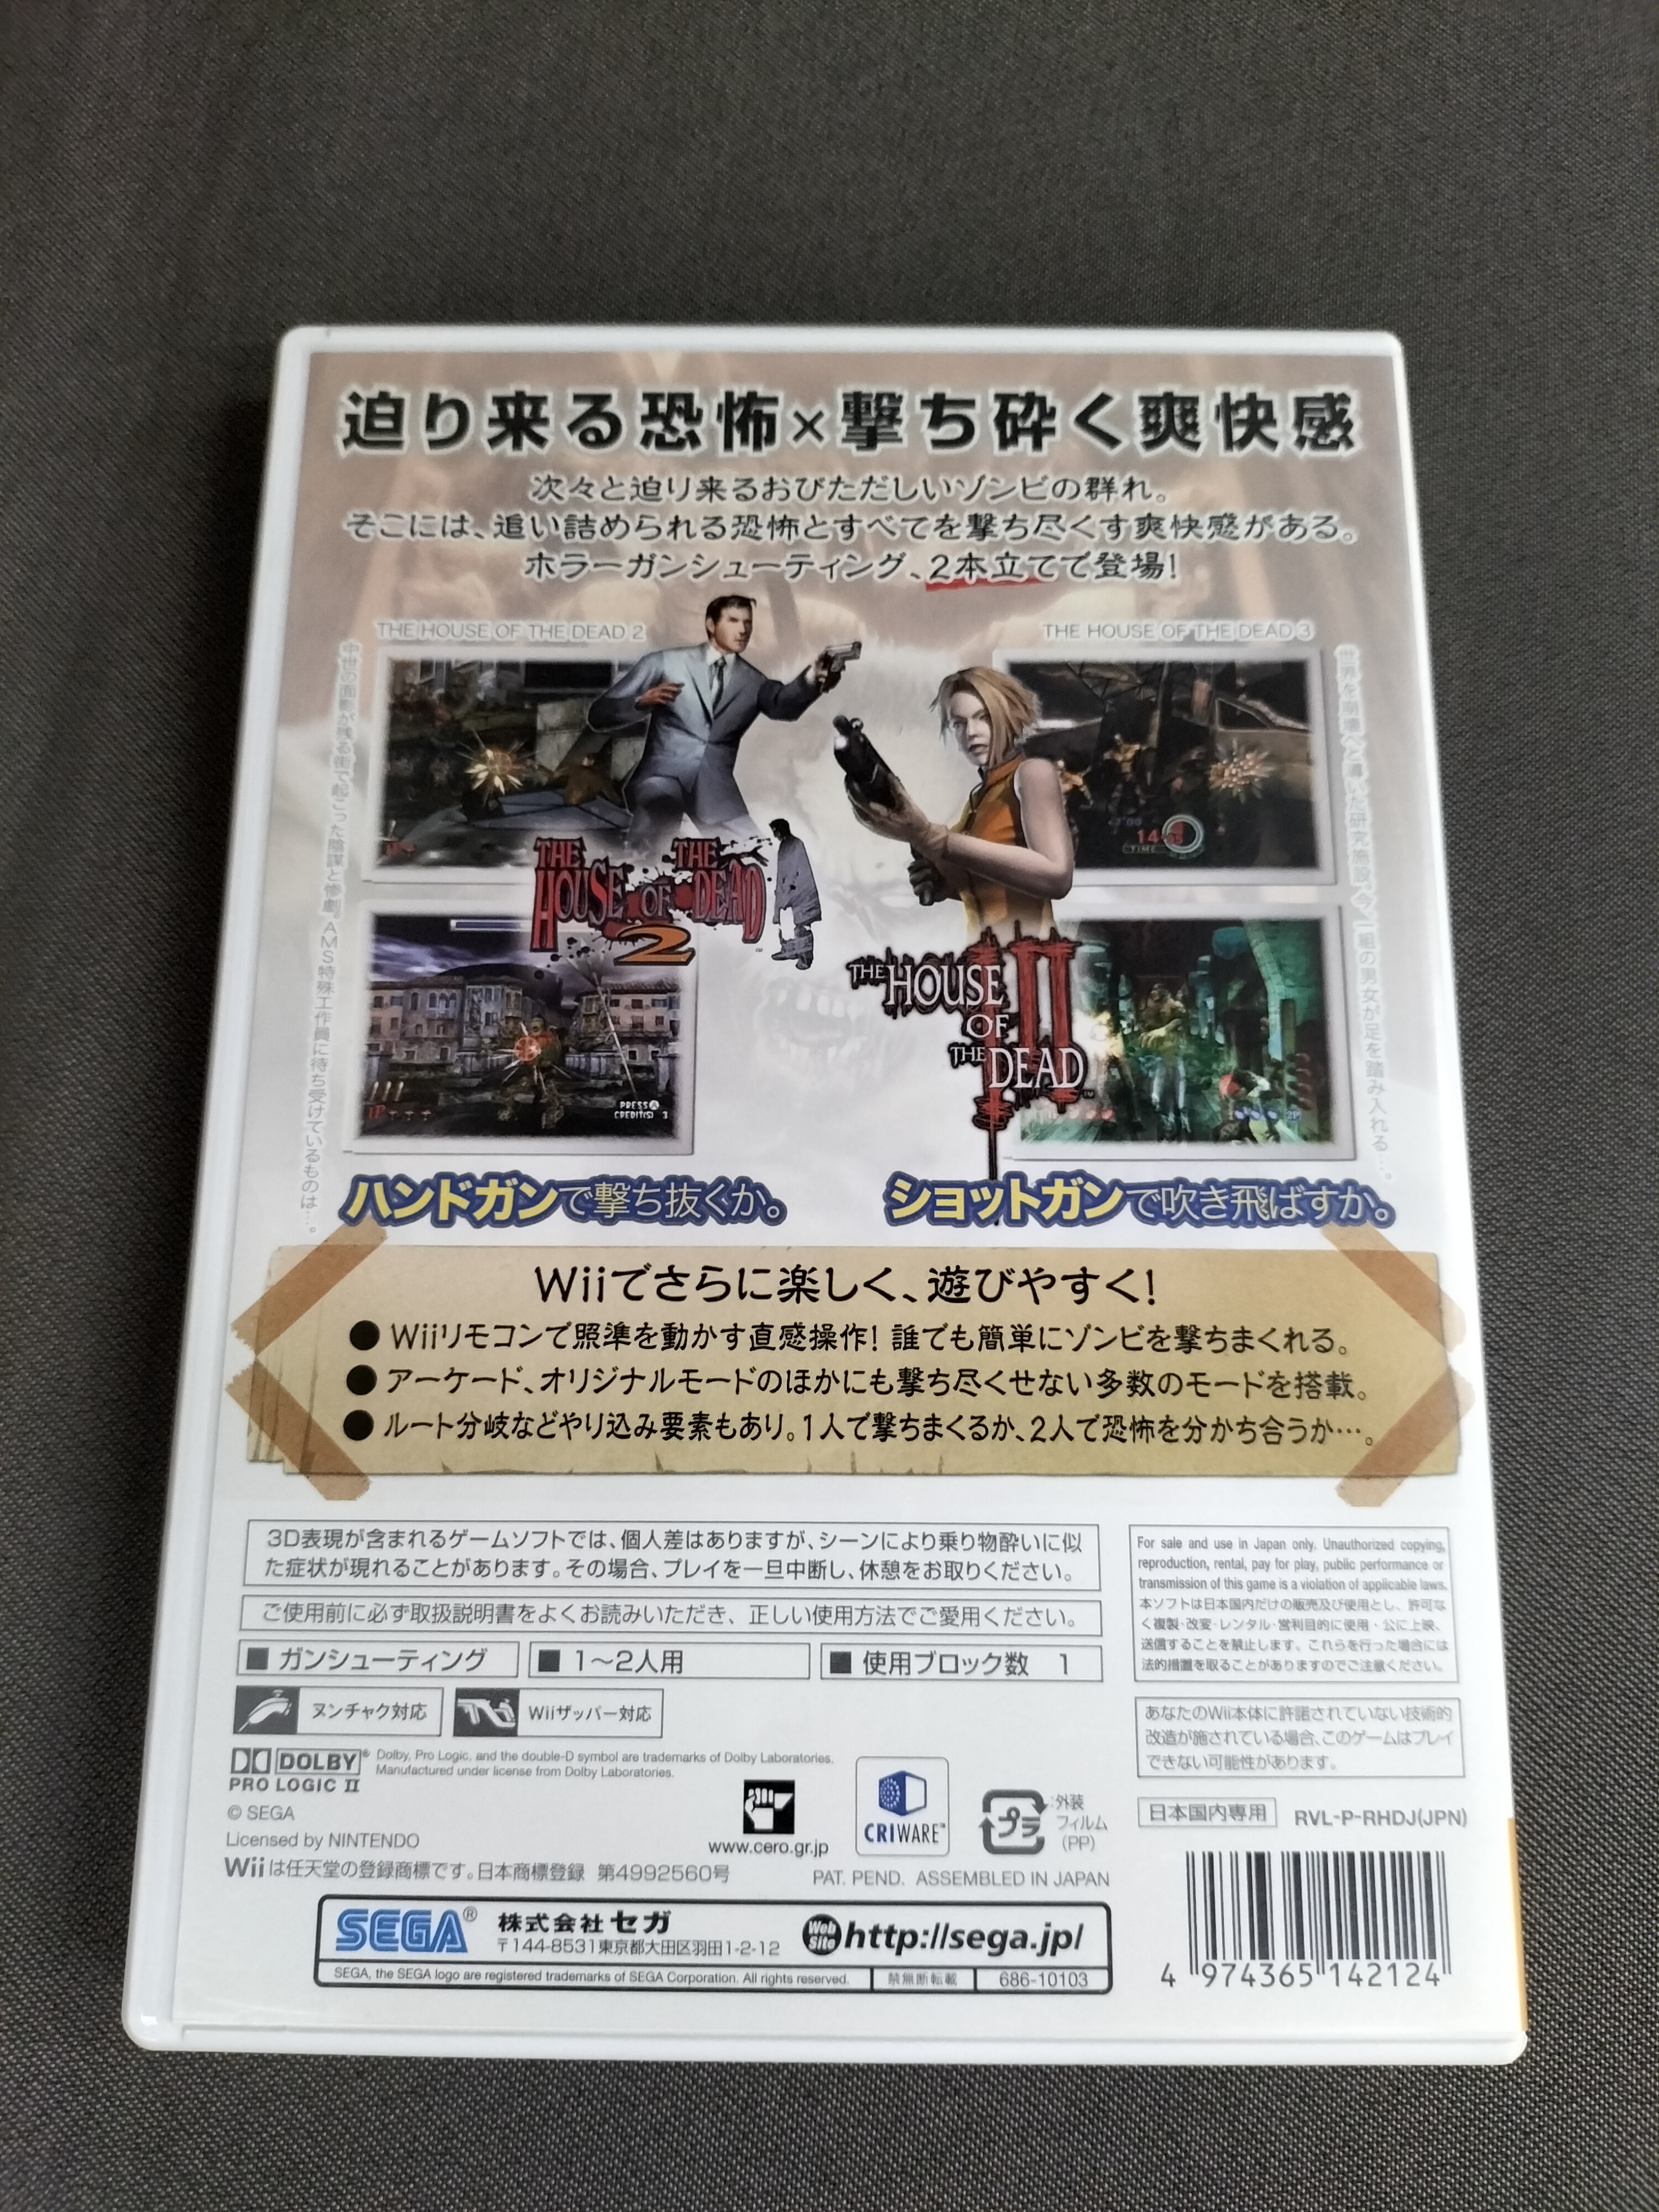 迫り来る恐怖×撃ち砕く爽快感
次々と迫り来るおびただしいゾンビの群れ。
そこには、追い詰められる恐怖とすべてを撃ち尽くす爽快感がある。
ホラーガンシューティング、2本立てで登場!
THE HOUSE OF THE DEAD 2
THE HOUSE OF THE DEAD 3
中世の面影が残る街で起こった陰謀と惨劇。AMS特殊工作員に待ち受けているものは…。
世界を崩壊へと導いた研究施設。今、一組の男女が足を踏み入れる…。
14
TIME
THE HOUSE OF THE DEAD 2
THE HOUSE OF THE DEAD III
1P
PRESS A
CREDIT(S) 3
2P
ハンドガンで撃ち抜くか。
ショットガンで吹き飛ばすか。
Wiiでさらに楽しく、遊びやすく!
●Wiiリモコンで照準を動かす直感操作! 誰でも簡単にゾンビを撃ちまくれる。
●アーケード、オリジナルモードのほかにも撃ち尽くせない多数のモードを搭載。
●ルート分岐などやり込み要素もあり。1人で撃ちまくるか、2人で恐怖を分かち合うか…。
3D表現が含まれるゲームソフトでは、個人差はありますが、シーンにより乗り物酔いに似
た症状が現れることがあります。その場合、プレイを一旦中断し、休憩をお取りください。
ご使用前に必ず取扱説明書をよくお読みいただき、正しい使用方法でご愛用ください。
■ ガンシューティング
■ 1〜2人用
■ 使用ブロック数 1
ヌンチャク対応
Wiiザッパー対応
For sale and use in Japan only. Unauthorized copying,
reproduction, rental, pay for play, public performance or
transmission of this game is a violation of applicable laws.
本ソフトは日本国内だけの販売及び使用とし、許可な
く複製・改変・レンタル・営利目的に使用・公に上映、
送信することを禁止します。これらを行った場合には
法的措置を取ることがありますのでご注意ください。
あなたのWii本体に許諾されていない技術的
改造が施されている場合、このゲームはプレイ
できない可能性があります。
DOLBY®
PRO LOGIC II
Dolby, Pro Logic, and the double-D symbol are trademarks of Dolby Laboratories.
Manufactured under license from Dolby Laboratories.
© SEGA
Licensed by NINTENDO
Wiiは任天堂の登録商標です。日本商標登録 第4992560号
www.cero.gr.jp
CRIWARE™
プラ
:外装
フィルム
(PP)
PAT. PEND. ASSEMBLED IN JAPAN
日本国内専用
RVL-P-RHDJ(JPN)
SEGA®
株式会社セガ
〒144-8531東京都大田区羽田1-2-12
Web Site
http://sega.jp/
SEGA, the SEGA logo are registered trademarks of SEGA Corporation. All rights reserved.
禁無断転載
686-10103
4 974365 142124